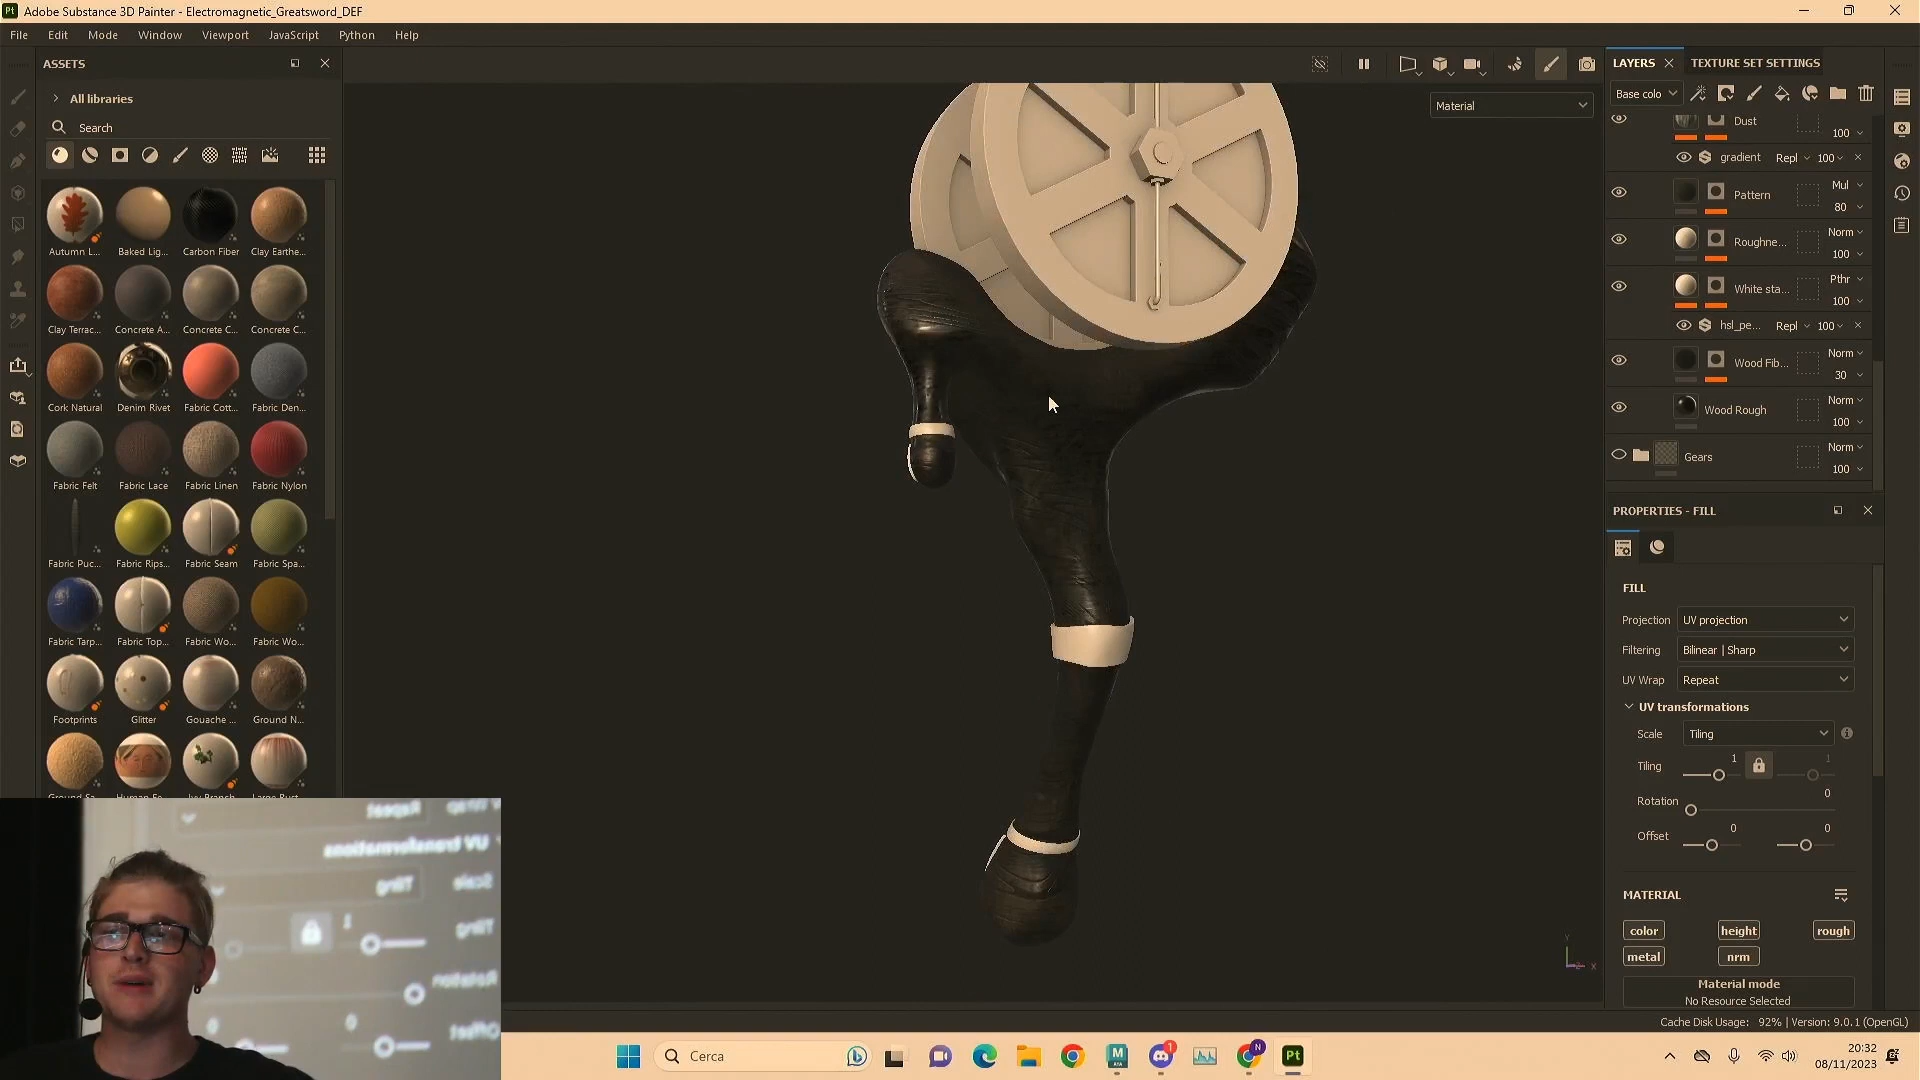 Pt Adobe Substance 3D Painter - Electromagnetic_Greatsword_DEF
File Edit Mode Window Viewport JavaScript Python Help
ASSETS
All libraries
Search
Autumn L... Baked Lig... Carbon Fiber Clay Earthe...
Clay Terrac... Concrete A... Concrete C... Concrete C...
Cork Natural Denim Rivet Fabric Cott... Fabric Den...
Fabric Felt Fabric Lace Fabric Linen Fabric Nylon
Fabric Puc... Fabric Rips... Fabric Seam Fabric Spa...
Fabric Tarp... Fabric Top... Fabric Wo... Fabric Wo...
Footprints Glitter Gouache ... Ground N...
Material
LAYERS TEXTURE SET SETTINGS
Base colo
Dust 100
gradient Repl 100
Pattern Mul 80
Roughne... Norm 100
White sta... Pthr 100
hsl_pe... Repl 100
Wood Fib... Norm 30
Wood Rough Norm 100
Gears Norm 100
PROPERTIES - FILL
FILL
Projection UV projection
Filtering Bilinear | Sharp
UV Wrap Repeat
UV transformations
Scale Tiling
Tiling 1 1
Rotation 0
Offset 0 0
MATERIAL
color height rough
metal nrm
Material mode
No Resource Selected
Cache Disk Usage: 92% | Version: 9.0.1 (OpenGL)
Cerca
1
N
Pt
20:32
08/11/2023